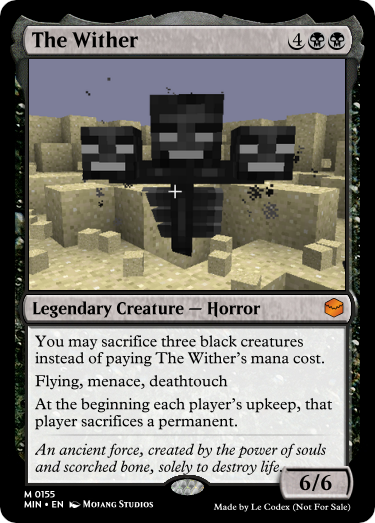 The Wither 4
Legendary Creature — Horror
You may sacrifice three black creatures
instead of paying The Wither's mana cost.
Flying, menace, deathtouch
At the beginning each player's upkeep, that
player sacrifices a permanent.
An ancient force, created by the power of souls
and scorched bone, solely to destroy life.
6/6
M 0155
MIN • EN Mojang Studios
Made by Le Codex (Not For Sale)